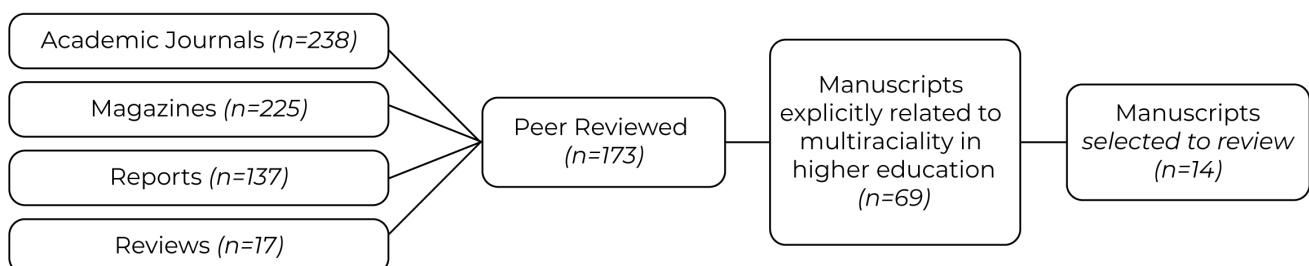 Academic Journals (n=238)
Magazines (n=225)
Reports (n=137)
Reviews (n=17)
Peer Reviewed
(n=173)
Manuscripts
explicitly related to
multiraciality in
higher education
(n=69)
Manuscripts
selected to review
(n=14)